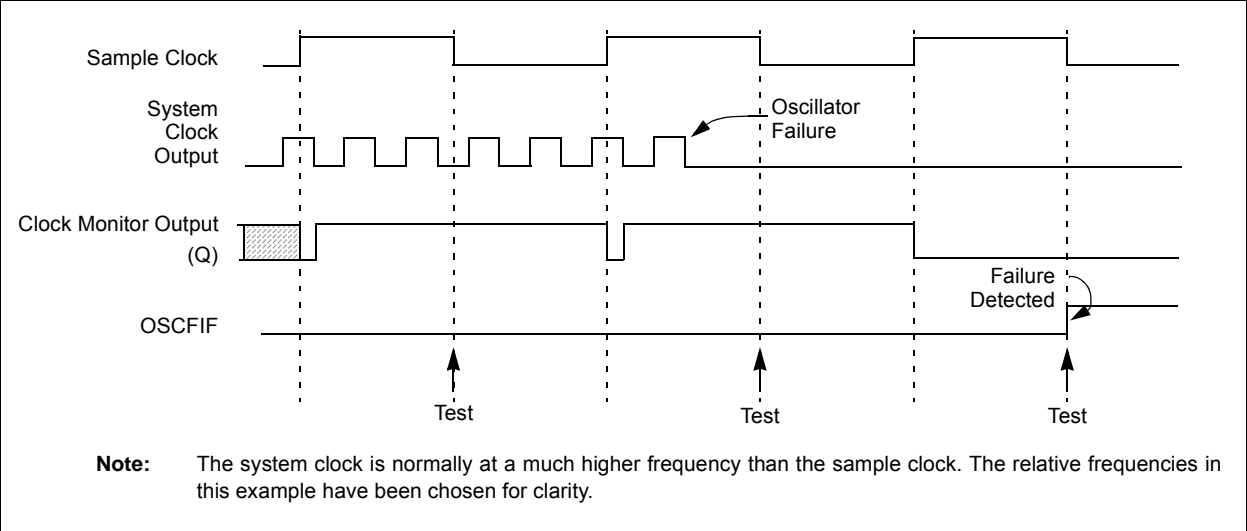 Sample Clock
System
Clock
Output
Oscillator
Failure
Clock Monitor Output
(Q)
Failure
Detected
OSCFIF
Test
Test
Test
Note: The system clock is normally at a much higher frequency than the sample clock. The relative frequencies in
this example have been chosen for clarity.